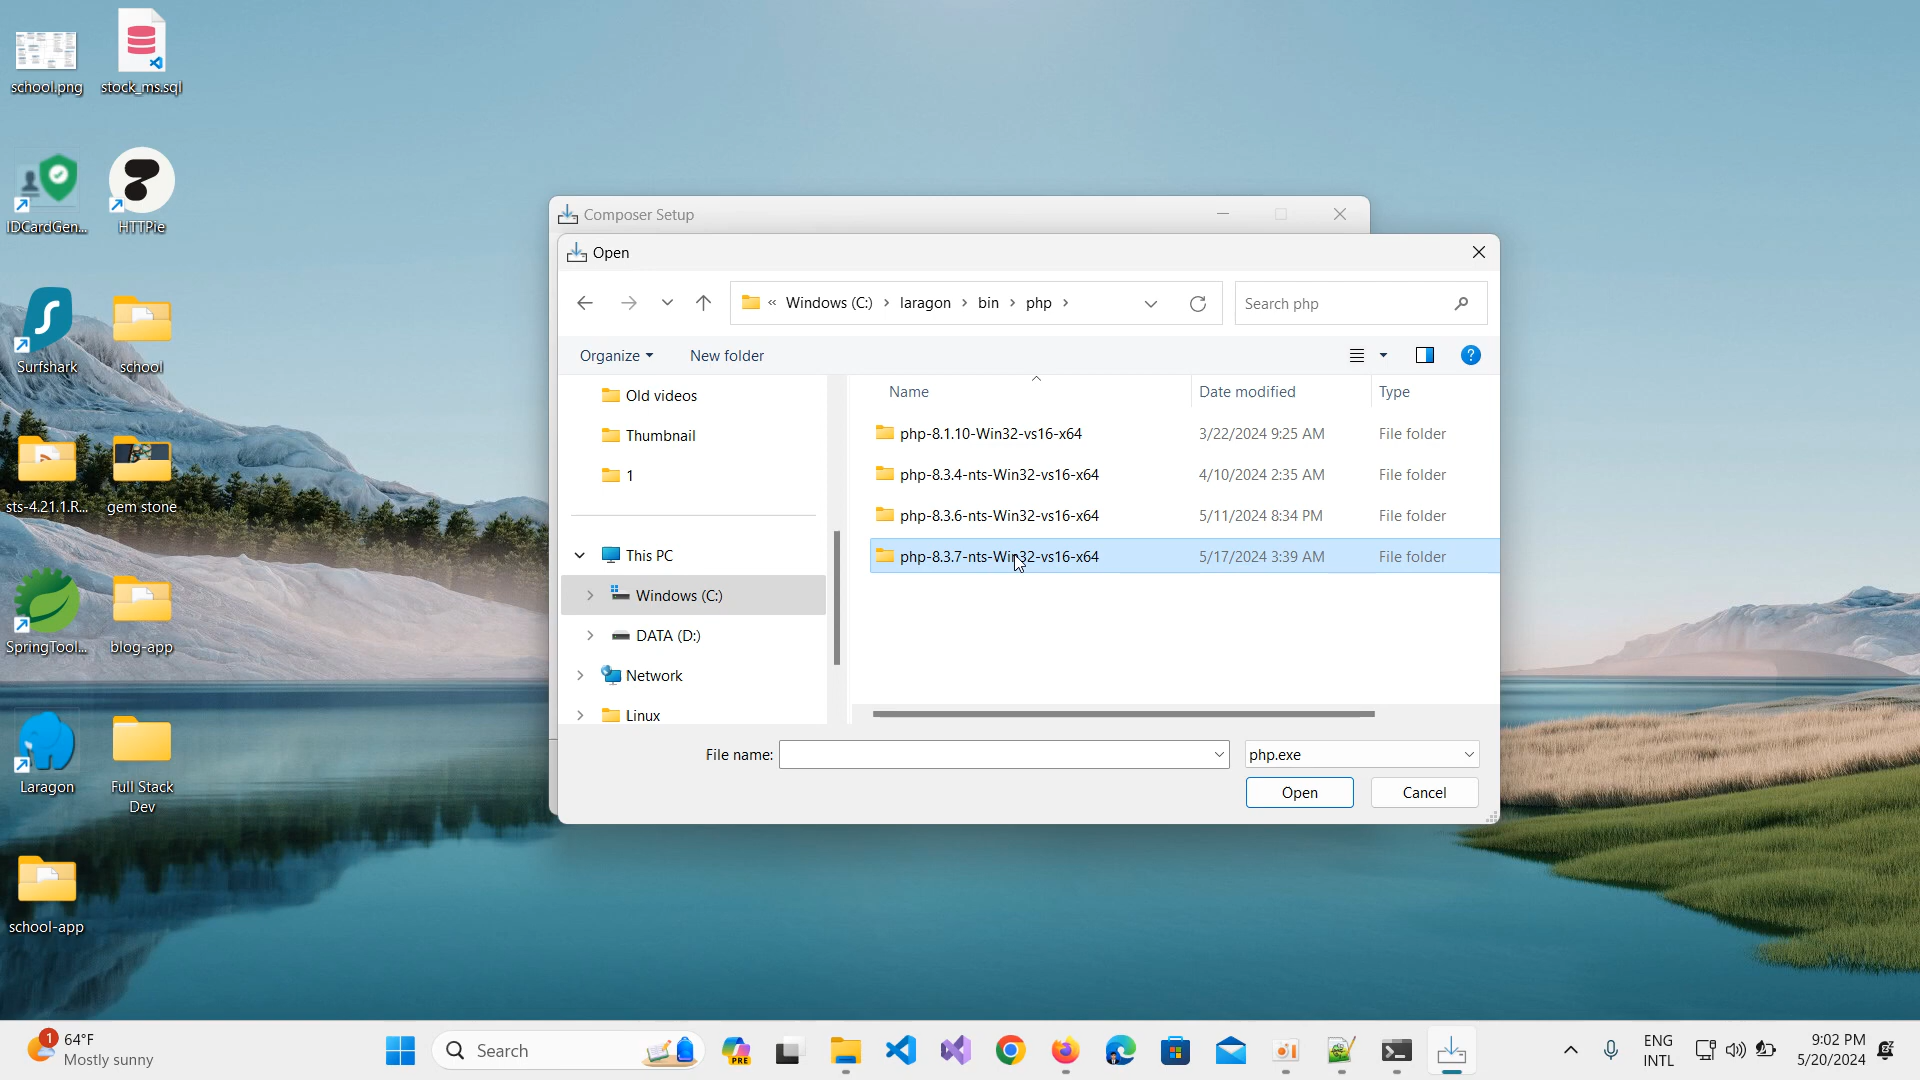 school.png
stock_ms.sql
IDCardGen...
HTTPie
Surfshark
school
sts-4.21.1.R...
gem stone
SpringTool...
blog-app
Laragon
Full Stack
Dev
school-app
Composer Setup
Open
« Windows (C:) › laragon › bin › php ›
Search php
Organize
New folder
?
Old videos
Thumbnail
1
This PC
Windows (C:)
DATA (D:)
Network
Linux
Name
Date modified
Type
php-8.1.10-Win32-vs16-x64
3/22/2024 9:25 AM
File folder
php-8.3.4-nts-Win32-vs16-x64
4/10/2024 2:35 AM
File folder
php-8.3.6-nts-Win32-vs16-x64
5/11/2024 8:34 PM
File folder
php-8.3.7-nts-Win32-vs16-x64
5/17/2024 3:39 AM
File folder
File name:
php.exe
Open
Cancel
1
64°F
Mostly sunny
Search
PRE
ENG
INTL
9:02 PM
5/20/2024